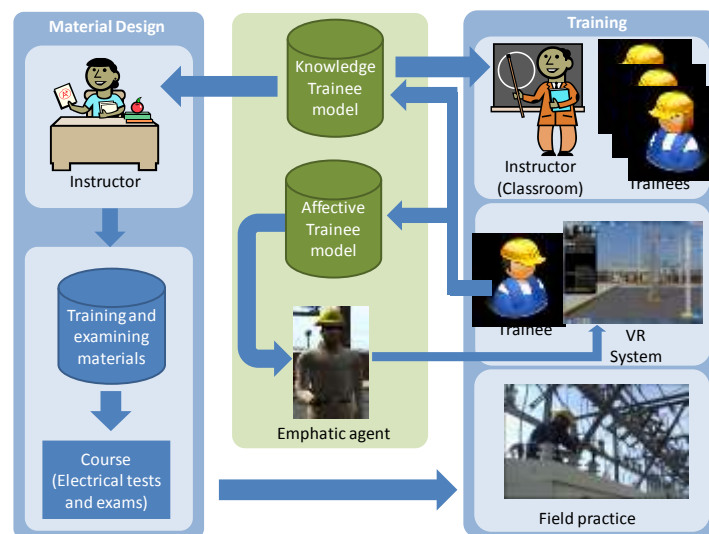 Material Design
Instructor
Training and
examining
materials
Course
(Electrical tests
and exams)
Knowledge
Trainee
model
Affective
Trainee
model
Emphatic agent
Training
Instructor
(Classroom)
Trainees
Trainee
VR
System
Field practice